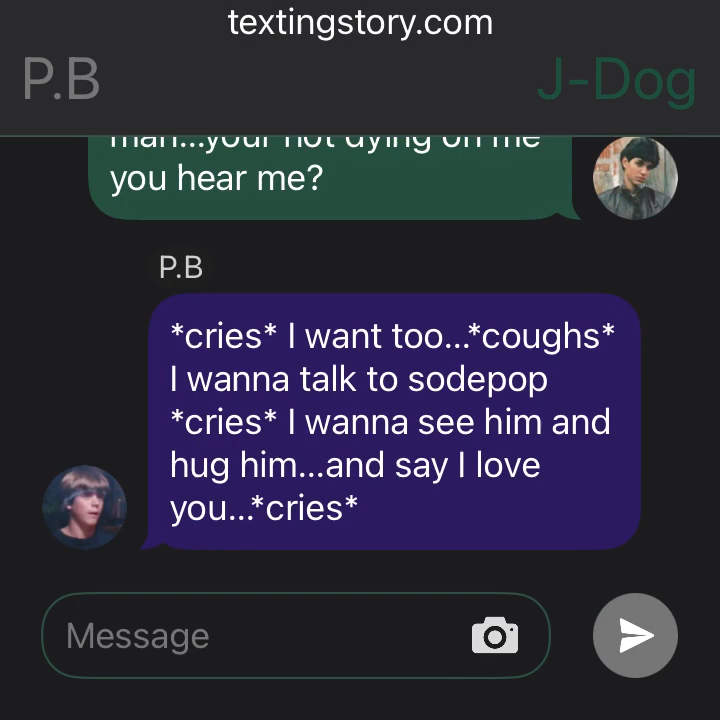 textingstory.com
P.B
J-Dog
man...your not dying on me
you hear me?
P.B
*cries* I want too...*coughs*
I wanna talk to sodepop
*cries* I wanna see him and
hug him...and say I love
you...*cries*
Message